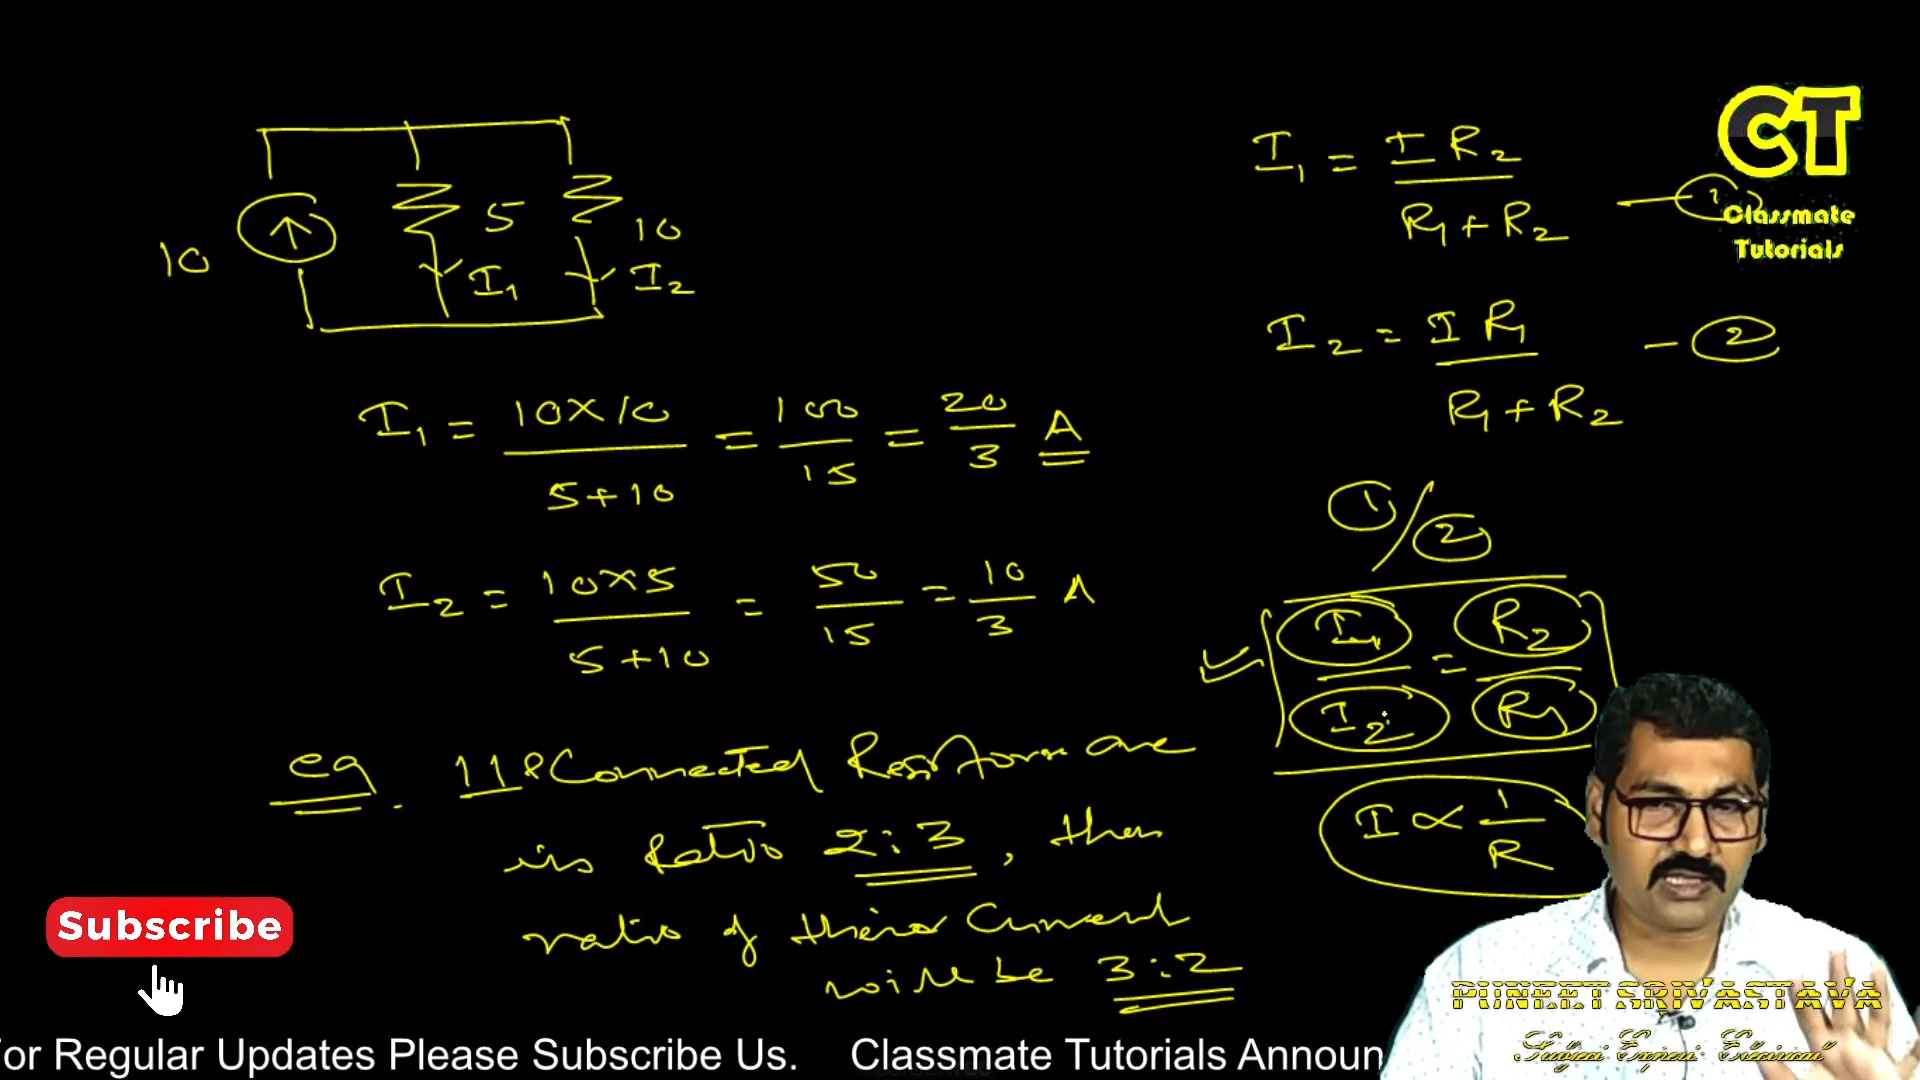 10
5
10
I₁
I₂
I₁ = I R₂ / R₁ + R₂ — ①
I₂ = I R₁ / R₁ + R₂ — ②
I₁ = 10×10 / 5+10 = 100 / 15 = 20 / 3 A
I₂ = 10×5 / 5+10 = 50 / 15 = 10 / 3 A
① / ②
I₁ / I₂ = R₂ / R₁
I ∝ 1 / R
eg. 11 Connected Resistors are
in Ratio 2:3, then
ratio of their Current
will be 3:2
CT
Classmate
Tutorials
Subscribe
PUNEET SRIVASTAVA
Subject Expert- Electrical
or Regular Updates Please Subscribe Us. Classmate Tutorials Announ